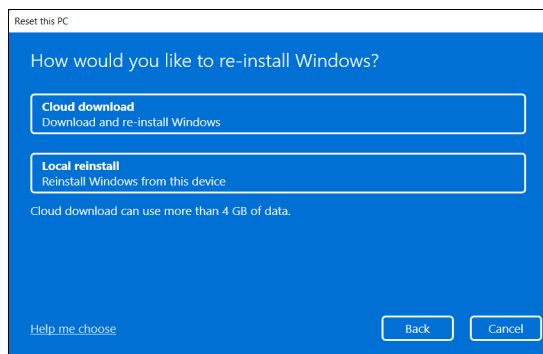 Reset this PC
How would you like to re-install Windows?
Cloud download
Download and re-install Windows
Local reinstall
Reinstall Windows from this device
Cloud download can use more than 4 GB of data.
Help me choose
Back
Cancel